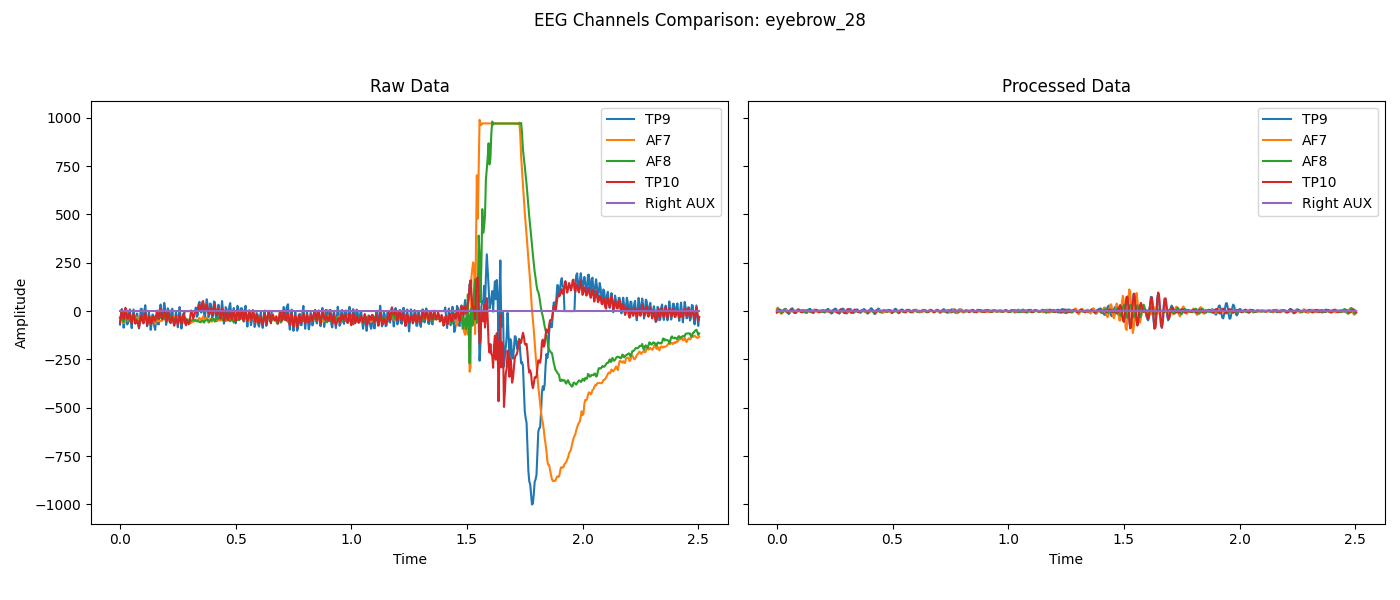 EEG Channels Comparison: eyebrow_28
Raw Data
Amplitude
1000
750
500
250
0
−250
−500
−750
−1000
0.0
0.5
1.0
1.5
2.0
2.5
Time
TP9
AF7
AF8
TP10
Right AUX
Processed Data
0.0
0.5
1.0
1.5
2.0
2.5
Time
TP9
AF7
AF8
TP10
Right AUX